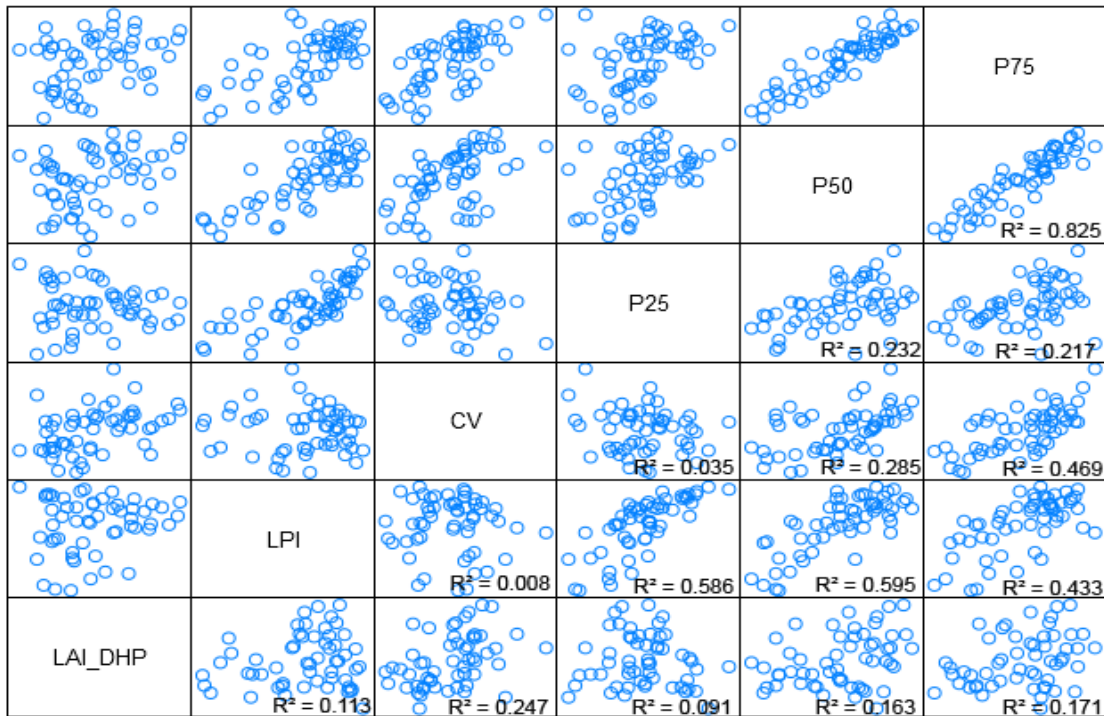 P75
P50
R² = 0.825
P25
R² = 0.232
R² = 0.217
CV
R² = 0.035
R² = 0.285
R² = 0.469
LPI
R² = 0.008
R² = 0.586
R² = 0.595
R² = 0.433
LAI_DHP
R² = 0.113
R² = 0.247
R² = 0.091
R² = 0.163
R² = 0.171